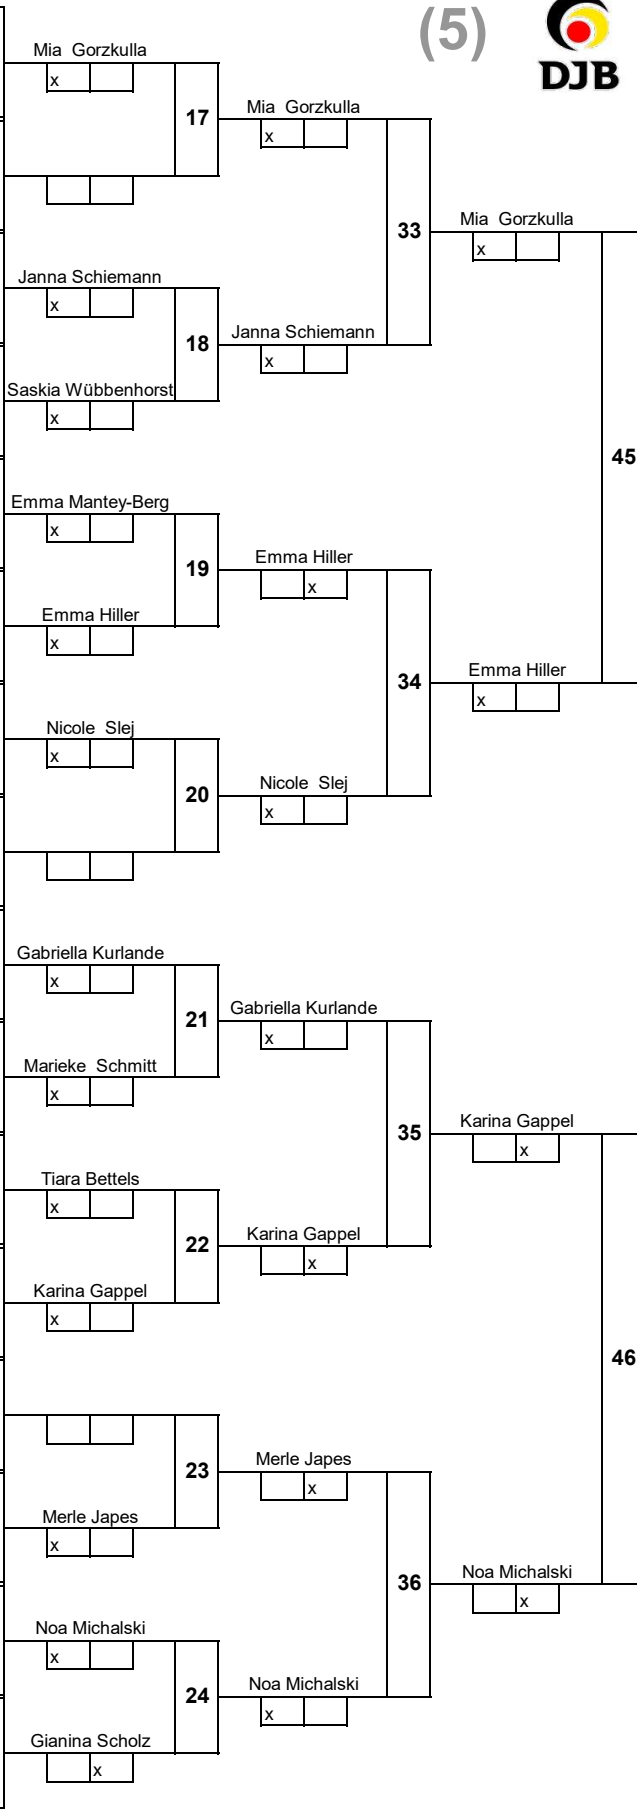 (5)
DJB
Mia Gorzkulla
x
17
Mia Gorzkulla
x
33
Mia Gorzkulla
x
Janna Schiemann
x
18
Janna Schiemann
x
Saskia Wübbenhorst
x
45
Emma Mantey-Berg
x
19
Emma Hiller
x
Emma Hiller
x
34
Emma Hiller
x
Nicole Slej
x
20
Nicole Slej
x
Gabriella Kurlande
x
21
Gabriella Kurlande
x
Marieke Schmitt
x
35
Karina Gappel
x
Tiara Bettels
x
22
Karina Gappel
x
Karina Gappel
x
46
23
Merle Japes
x
Merle Japes
x
36
Noa Michalski
x
Noa Michalski
x
24
Noa Michalski
x
Gianina Scholz
x